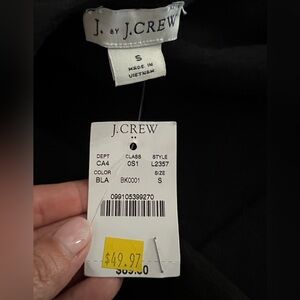 J. BY J.CREW
S
MADE IN
VIETNAM
J.CREW
DEPT CLASS STYLE
CA4 0S1 L2357
COLOR SIZE
BLA BK0001 S
099105399270
$49.97